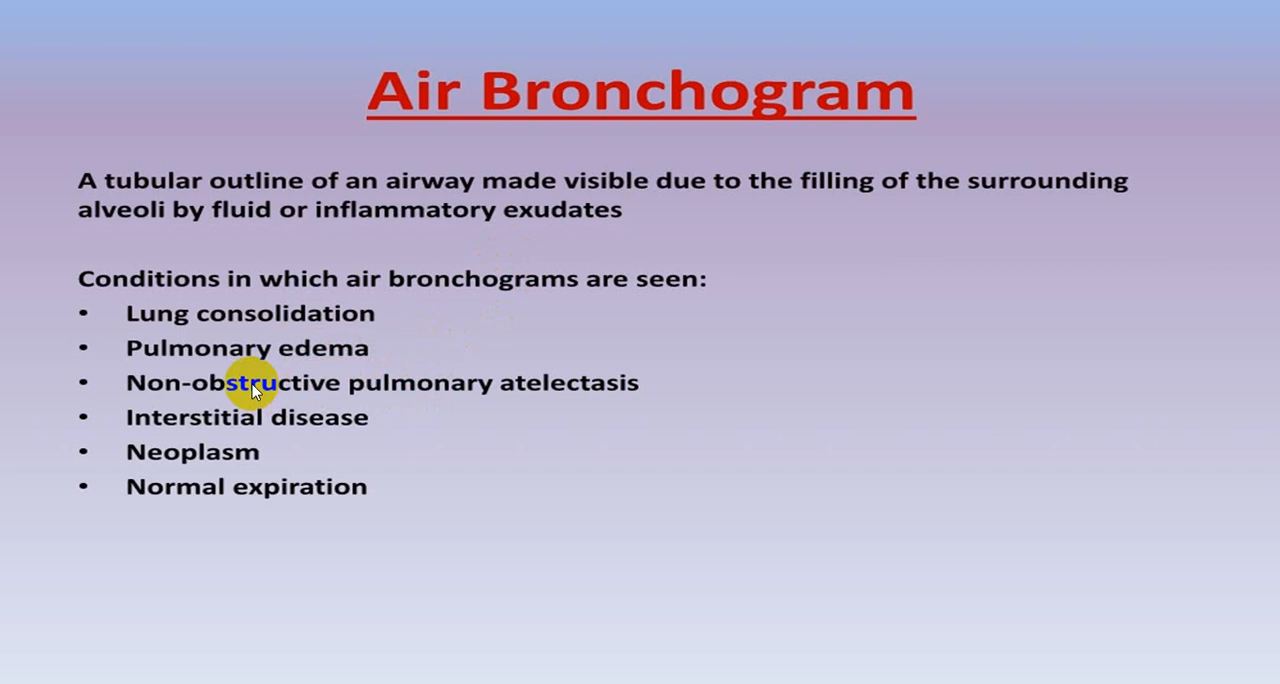 Air Bronchogram
A tubular outline of an airway made visible due to the filling of the surrounding
alveoli by fluid or inflammatory exudates
Conditions in which air bronchograms are seen:
• Lung consolidation
• Pulmonary edema
• Non-obstructive pulmonary atelectasis
• Interstitial disease
• Neoplasm
• Normal expiration